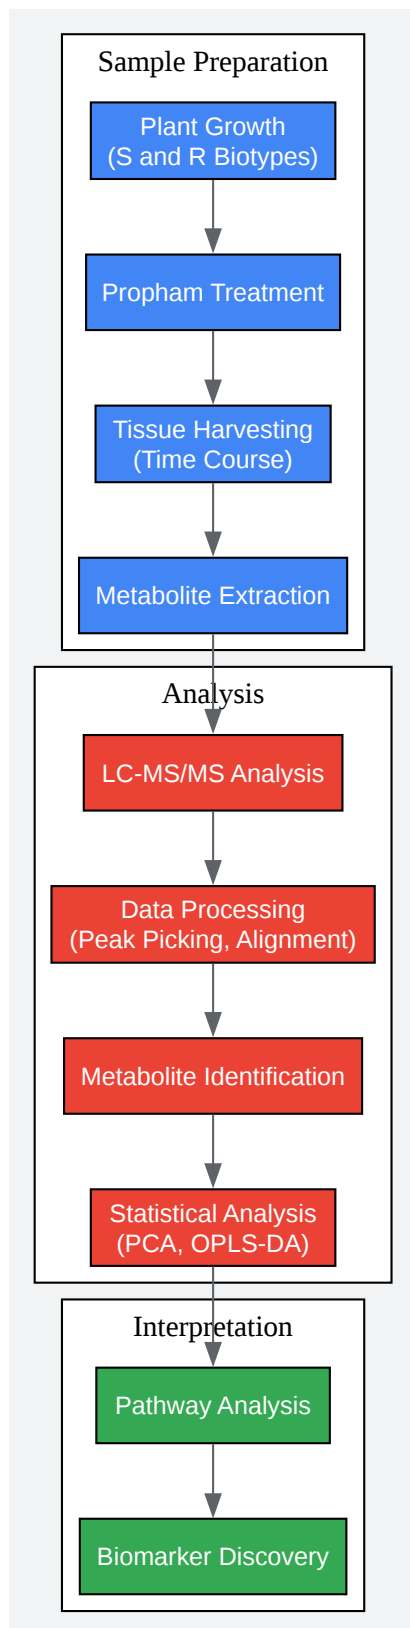 Sample Preparation
Plant Growth
(S and R Biotypes)
Propham Treatment
Tissue Harvesting
(Time Course)
Metabolite Extraction
Analysis
LC-MS/MS Analysis
Data Processing
(Peak Picking, Alignment)
Metabolite Identification
Statistical Analysis
(PCA, OPLS-DA)
Interpretation
Pathway Analysis
Biomarker Discovery